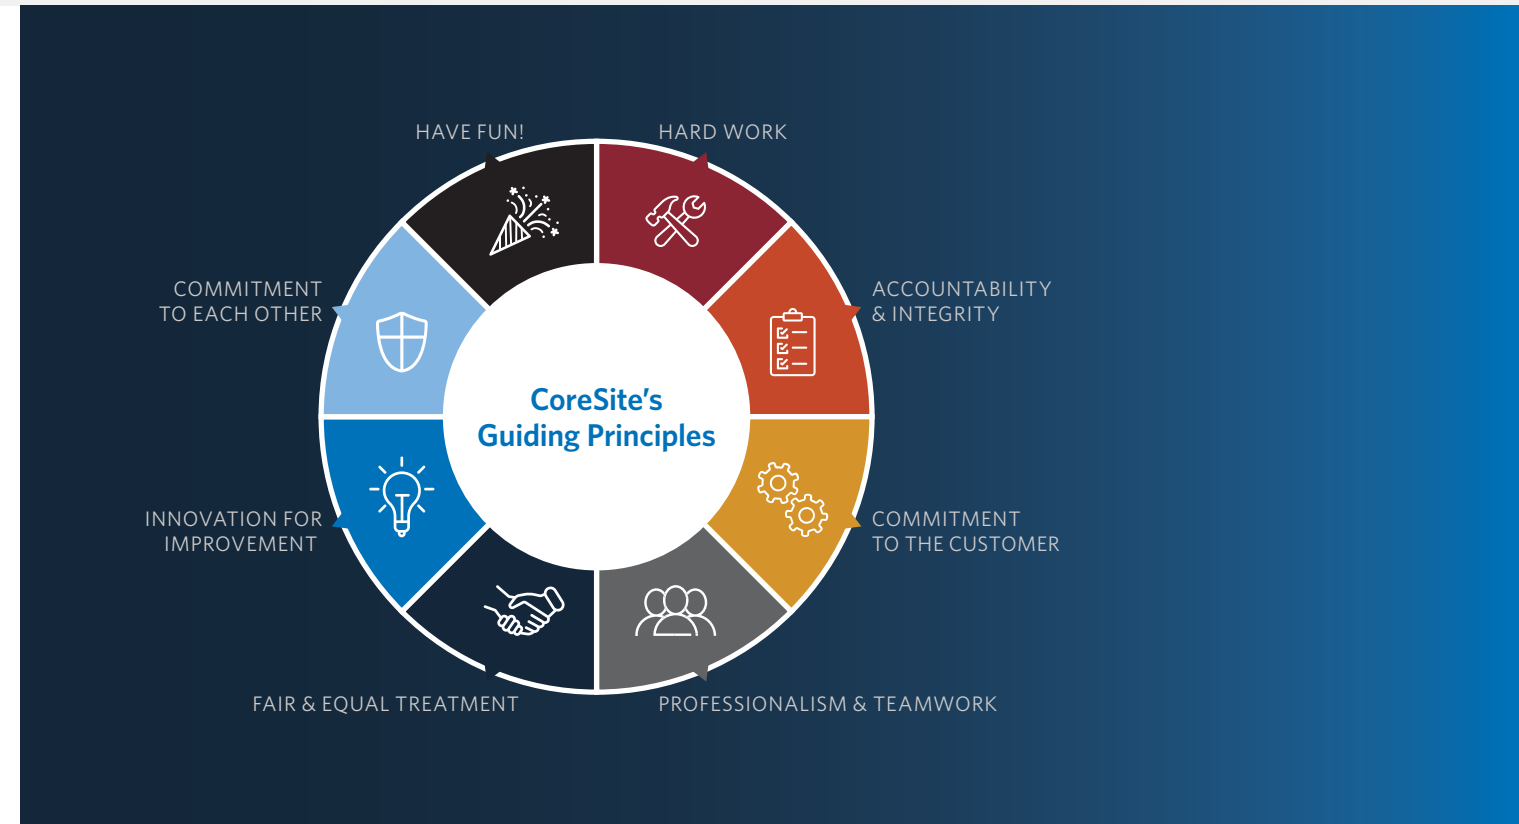 HAVE FUN!
HARD WORK
COMMITMENT
TO EACH OTHER
ACCOUNTABILITY
& INTEGRITY
CoreSite's
Guiding Principles
INNOVATION FOR
IMPROVEMENT
COMMITMENT
TO THE CUSTOMER
FAIR & EQUAL TREATMENT
PROFESSIONALISM & TEAMWORK